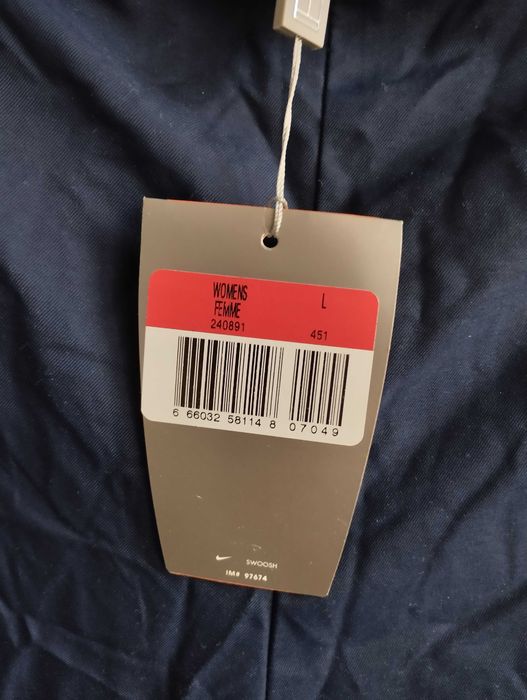 WOMENS L
FEMME
240891 451
6 66032 58114 8 07049
SWOOSH
IM# 97674